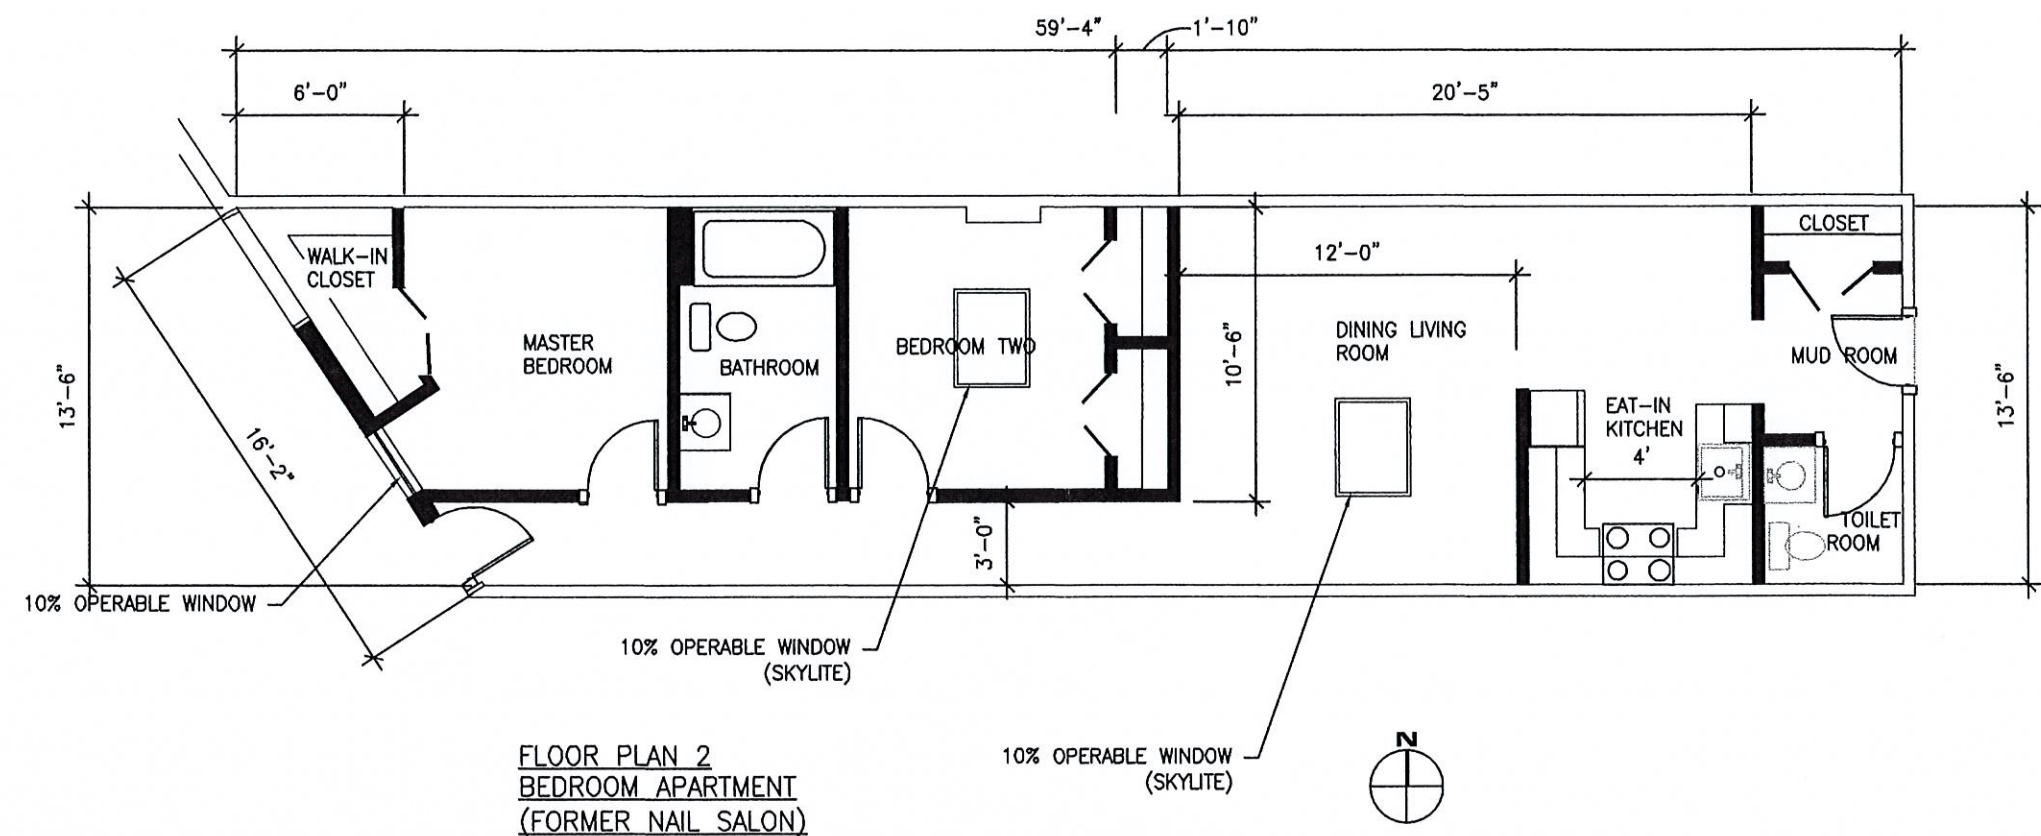 59'-4"
1'-10"
6'-0"
20'-5"
WALK-IN
CLOSET
CLOSET
12'-0"
MASTER
BEDROOM
BATHROOM
BEDROOM TWO
10'-6"
DINING LIVING
ROOM
MUD ROOM
13'-6"
13'-6"
16'-2"
EAT-IN
KITCHEN
4'
3'-0"
TOILET
ROOM
10% OPERABLE WINDOW
10% OPERABLE WINDOW
(SKYLITE)
10% OPERABLE WINDOW
(SKYLITE)
N
FLOOR PLAN 2
BEDROOM APARTMENT
(FORMER NAIL SALON)